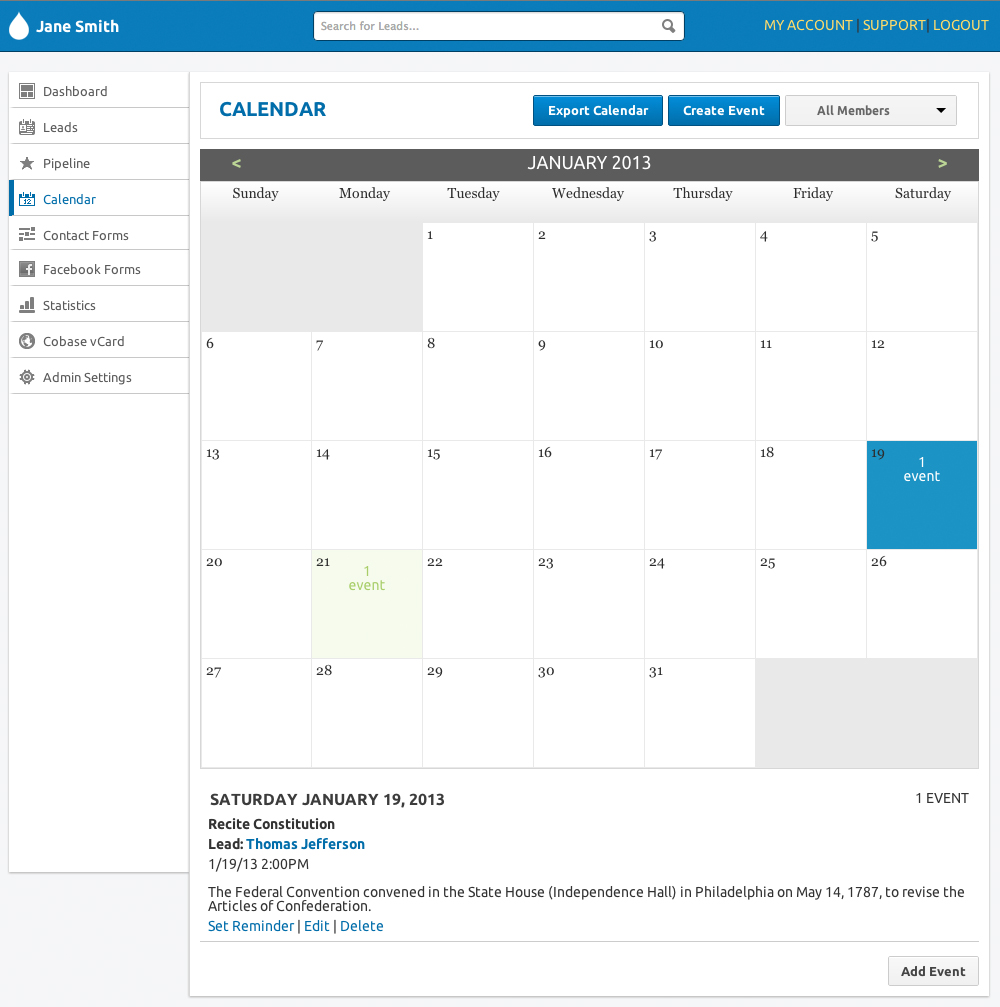 Jane Smith
Search for Leads...
MY ACCOUNT | SUPPORT | LOGOUT
Dashboard
Leads
Pipeline
Calendar
Contact Forms
Facebook Forms
Statistics
Cobase vCard
Admin Settings
CALENDAR
Export Calendar
Create Event
All Members
< JANUARY 2013 >
Sunday Monday Tuesday Wednesday Thursday Friday Saturday
1 2 3 4 5
6 7 8 9 10 11 12
13 14 15 16 17 18 19
1
event
20 21 22 23 24 25 26
1
event
27 28 29 30 31
SATURDAY JANUARY 19, 2013
1 EVENT
Recite Constitution
Lead: Thomas Jefferson
1/19/13 2:00PM
The Federal Convention convened in the State House (Independence Hall) in Philadelphia on May 14, 1787, to revise the
Articles of Confederation.
Set Reminder | Edit | Delete
Add Event